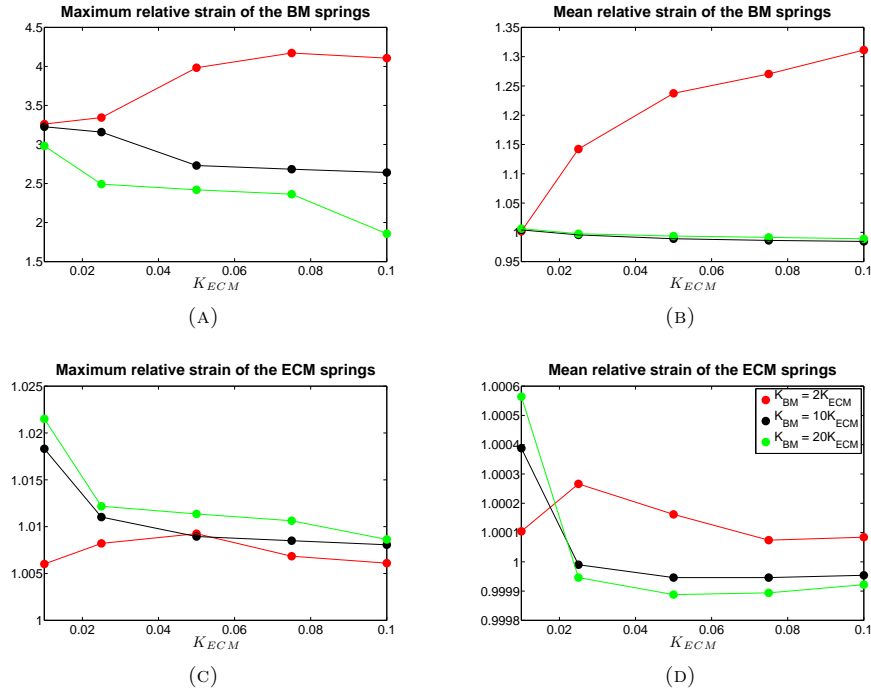 Maximum relative strain of the BM springs
4.5
4
3.5
3
2.5
2
1.5
0.02 0.04 0.06 0.08 0.1
K_ECM
(A)
Mean relative strain of the BM springs
1.35
1.3
1.25
1.2
1.15
1.1
1.05
1
0.95
0.02 0.04 0.06 0.08 0.1
K_ECM
(B)
Maximum relative strain of the ECM springs
1.025
1.02
1.015
1.01
1.005
1
0.02 0.04 0.06 0.08 0.1
K_ECM
(C)
Mean relative strain of the ECM springs
1.0006
1.0005
1.0004
1.0003
1.0002
1.0001
1
0.9999
0.9998
K_BM = 2K_ECM
K_BM = 10K_ECM
K_BM = 20K_ECM
0.02 0.04 0.06 0.08 0.1
K_ECM
(D)